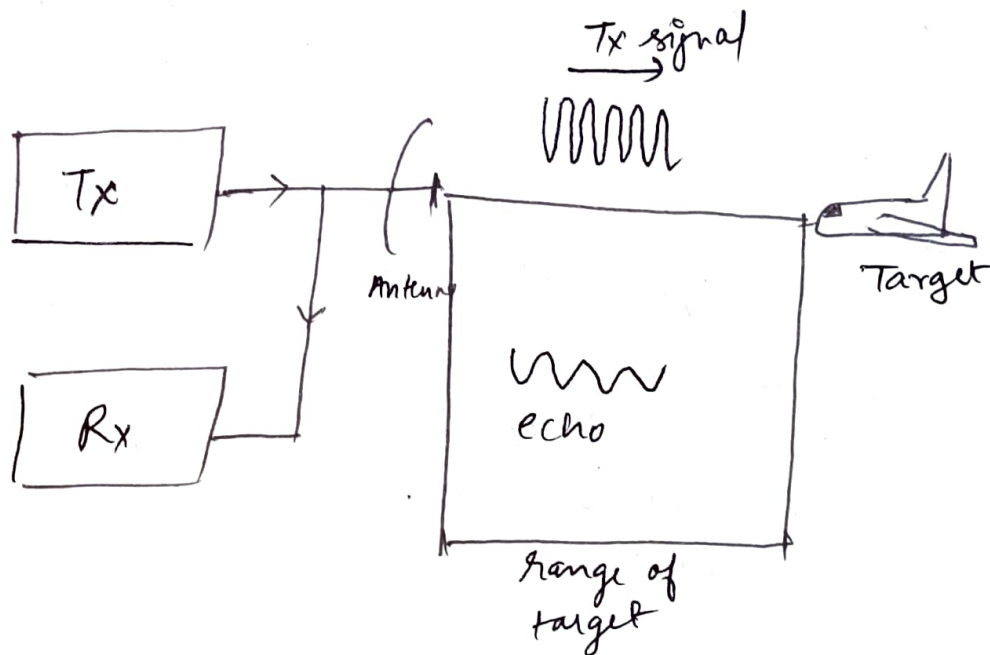 Tx signal
Tx
Antenna
Target
Rx
echo
range of
target